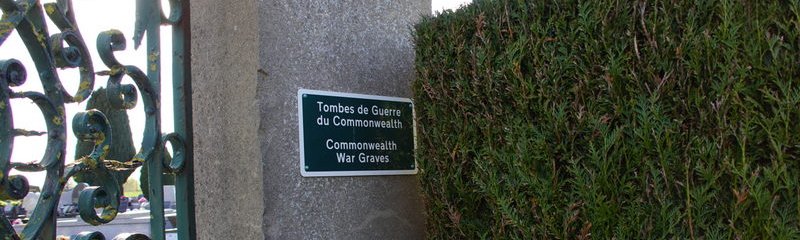 Tombes de Guerre
du Commonwealth
Commonwealth
War Graves